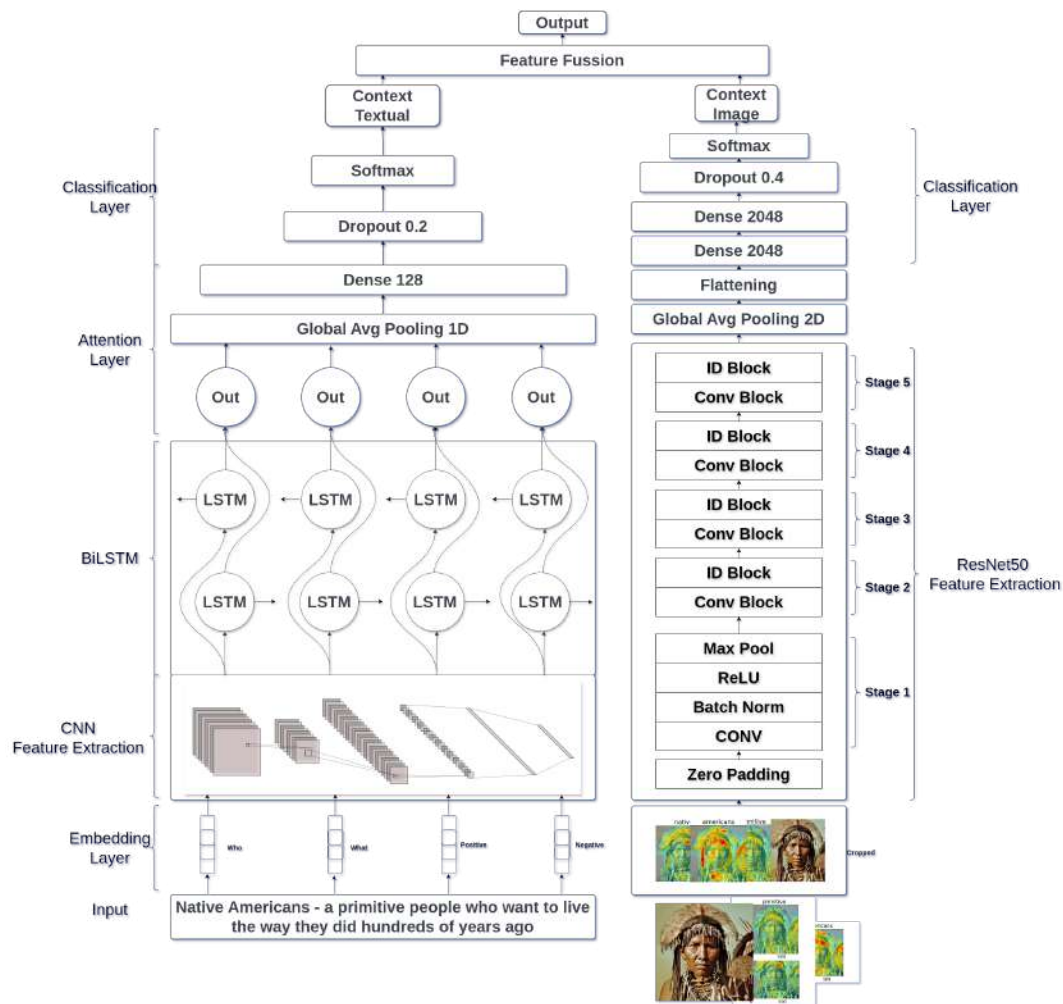 Output
Feature Fussion
Context
Textual
Context
Image
Softmax
Dropout 0.2
Dense 128
Global Avg Pooling 1D
Out
Out
Out
Out
LSTM
LSTM
LSTM
LSTM
LSTM
LSTM
LSTM
LSTM
Classification
Layer
Attention
Layer
BiLSTM
CNN
Feature Extraction
Embedding
Layer
Input
Who
What
Positive
Negative
Native Americans - a primitive people who want to live
the way they did hundreds of years ago
Softmax
Dropout 0.4
Dense 2048
Dense 2048
Flattening
Global Avg Pooling 2D
Classification
Layer
ID Block
Conv Block
Stage 5
ID Block
Conv Block
Stage 4
ID Block
Conv Block
Stage 3
ID Block
Conv Block
Stage 2
Max Pool
ReLU
Batch Norm
CONV
Stage 1
Zero Padding
ResNet50
Feature Extraction
americans
Cropped
primitive